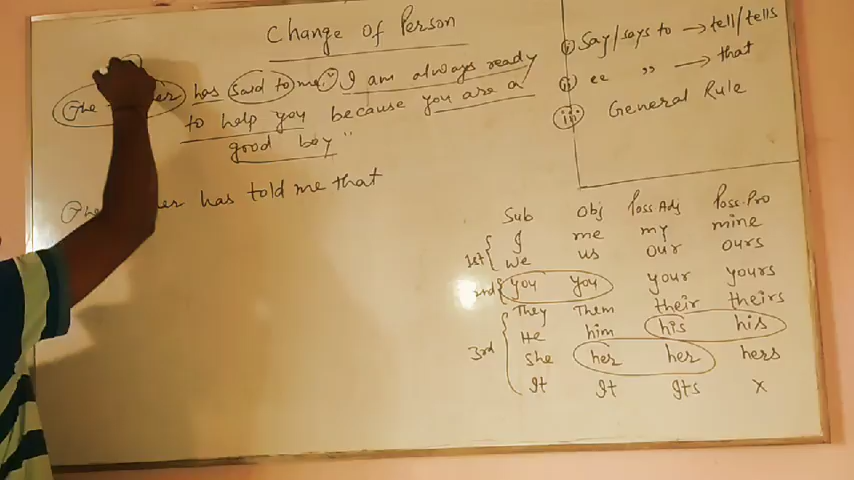 Change of Person
The has said to me, "I am always ready
to help you because you are a
good boy"
has told me that
(i) Say/says to → tell/tells
(ii) ee " → that
(iii) General Rule
Sub Obj Poss.Adj Poss.Pro
1st { I me my mine
we us our ours
2nd { you you your yours
3rd { They Them their theirs
He him his his
She her her hers
It It Its X